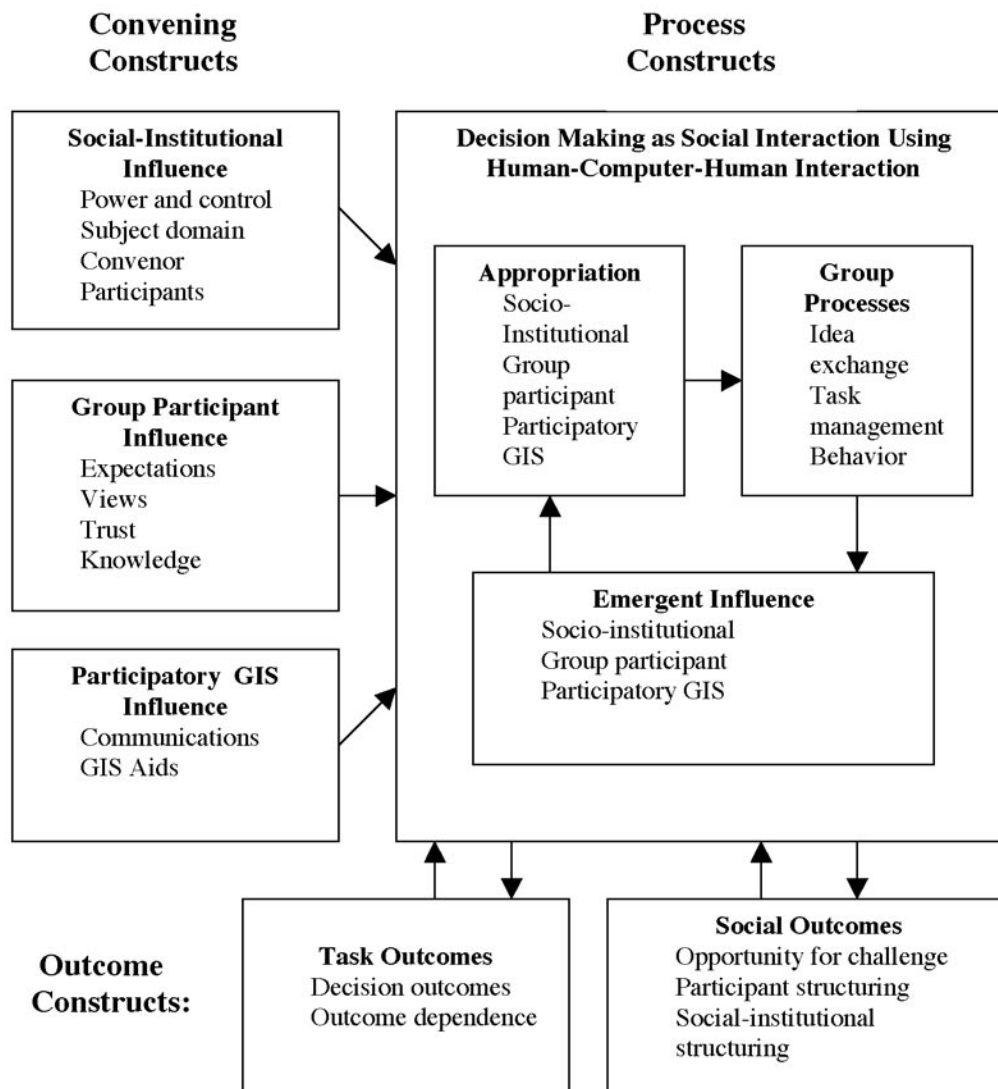 Convening
Constructs
Process
Constructs
Social-Institutional
Influence
Power and control
Subject domain
Convenor
Participants
Group Participant
Influence
Expectations
Views
Trust
Knowledge
Participatory GIS
Influence
Communications
GIS Aids
Decision Making as Social Interaction Using
Human-Computer-Human Interaction
Appropriation
Socio-
Institutional
Group
participant
Participatory
GIS
Group
Processes
Idea
exchange
Task
management
Behavior
Emergent Influence
Socio-institutional
Group participant
Participatory GIS
Outcome
Constructs:
Task Outcomes
Decision outcomes
Outcome dependence
Social Outcomes
Opportunity for challenge
Participant structuring
Social-institutional
structuring